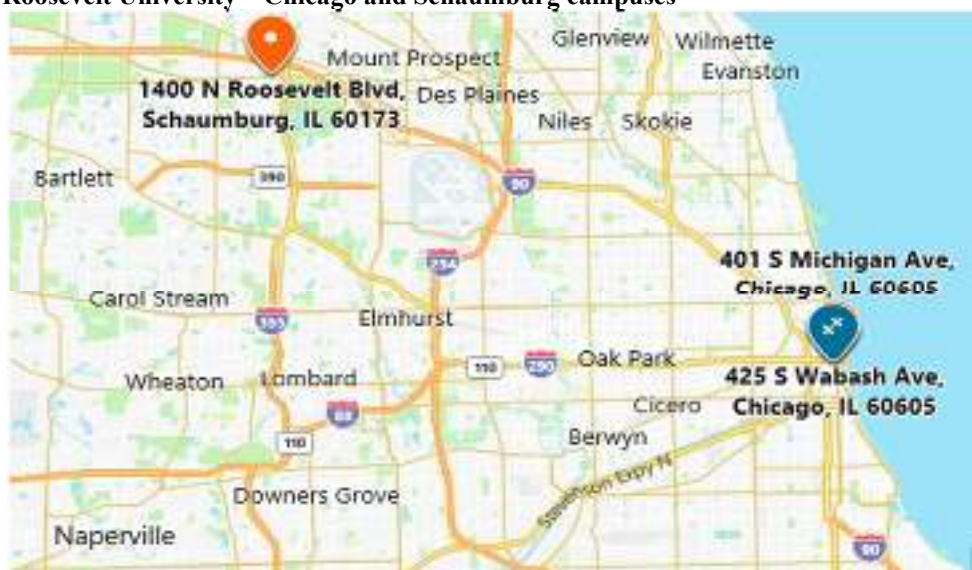 Roosevelt University – Chicago and Schaumburg campuses
Glenview
Wilmette
Mount Prospect
Evanston
1400 N Roosevelt Blvd,
Schaumburg, IL 60173
Des Plaines
Niles
Skokie
Bartlett
390
90
401 S Michigan Ave,
Chicago, IL 60605
294
Carol Stream
355
Elmhurst
110
290
Oak Park
Wheaton
Lombard
425 S Wabash Ave,
Chicago, IL 60605
88
Cicero
110
Berwyn
Stevenson Expy N
Downers Grove
Naperville
90